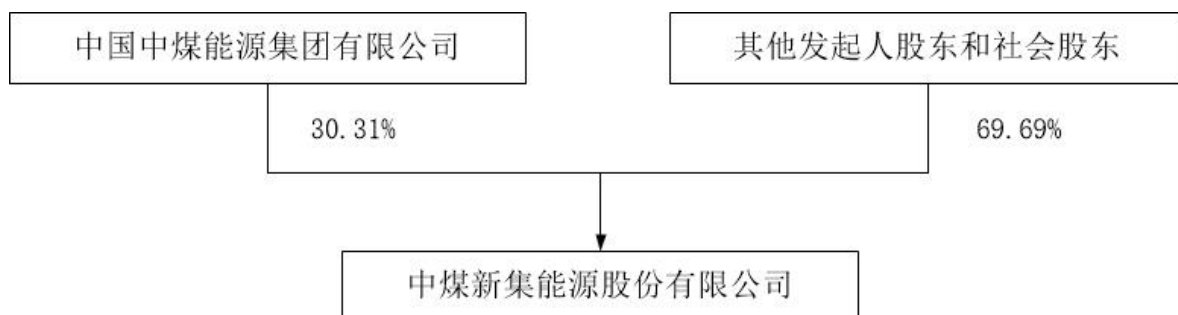 中国中煤能源集团有限公司
其他发起人股东和社会股东
30.31%
69.69%
中煤新集能源股份有限公司